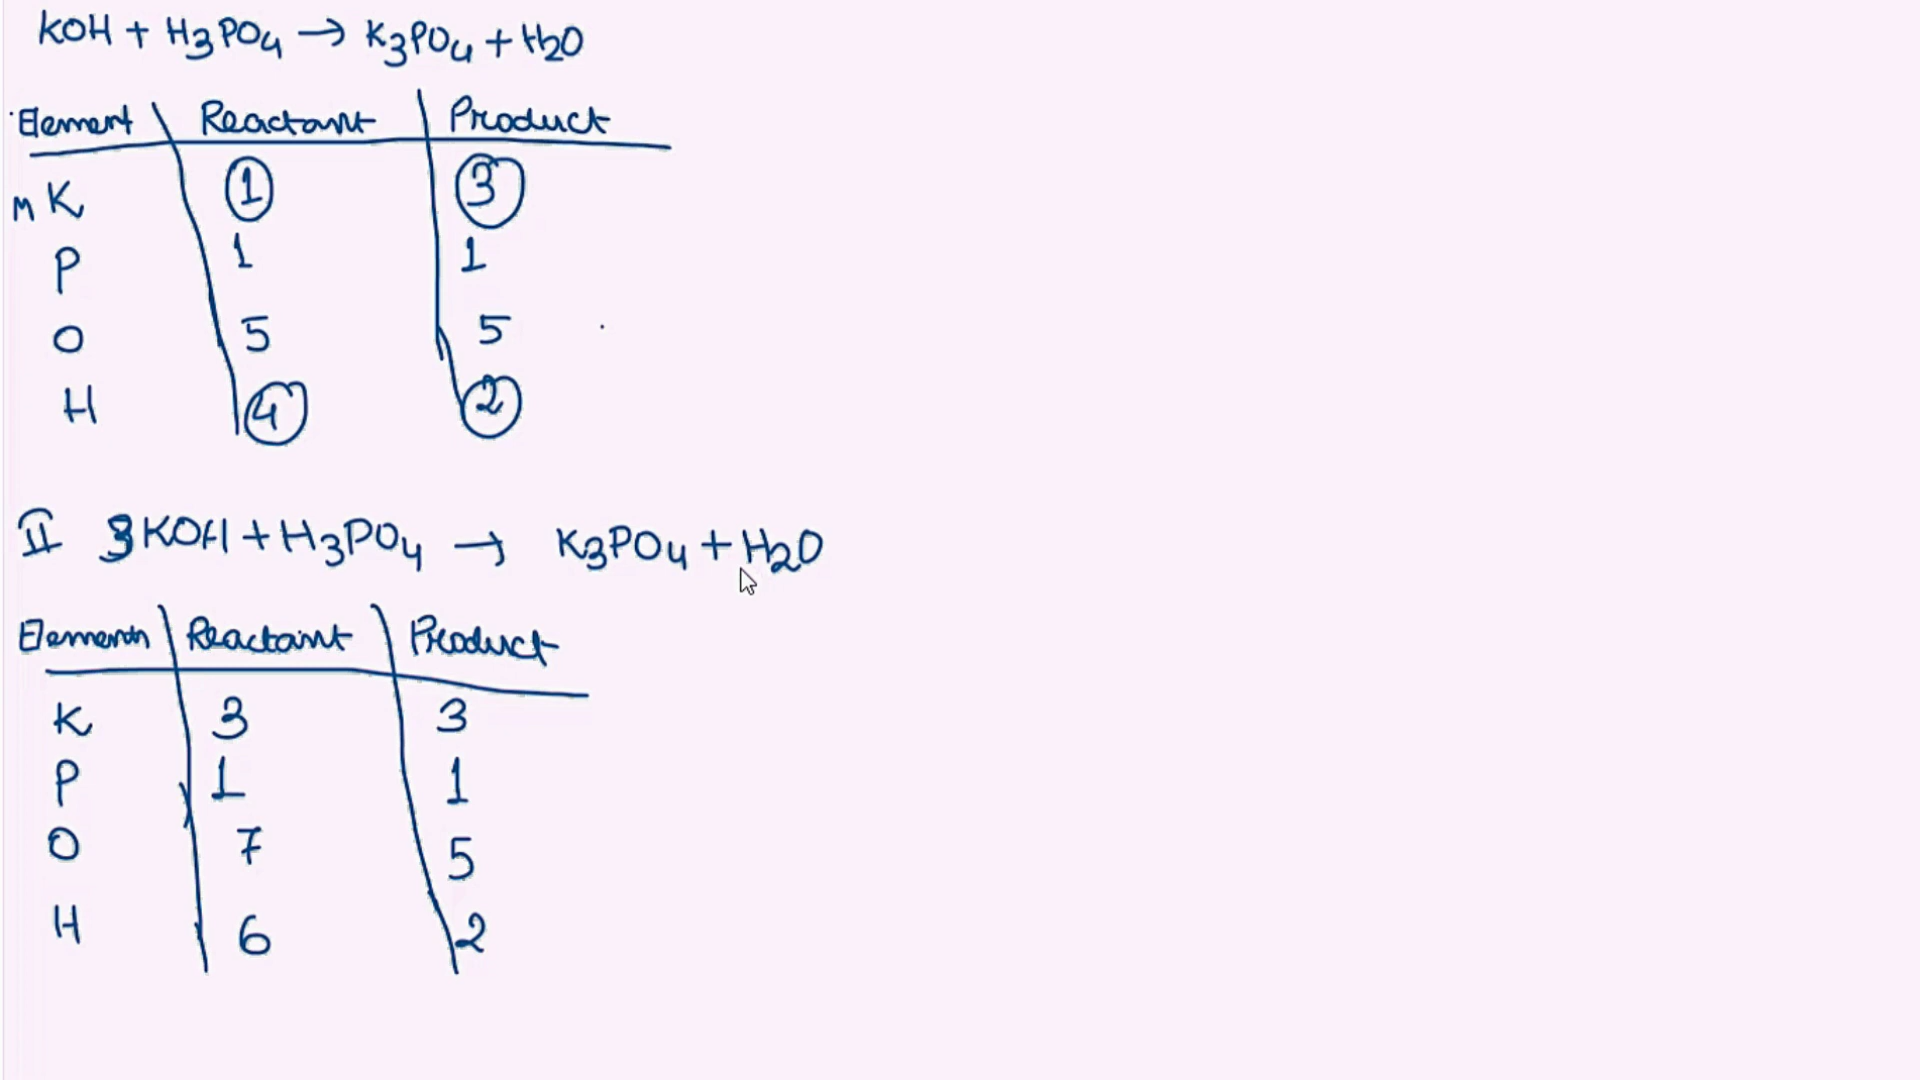 KOH + H3PO4 → K3PO4 + H2O
Element Reactant Product
M K 1 3
P 1 1
O 5 5
H 4 2
II 3KOH + H3PO4 → K3PO4 + H2O
Elements Reactant Product
K 3 3
P 1 1
O 7 5
H 6 2